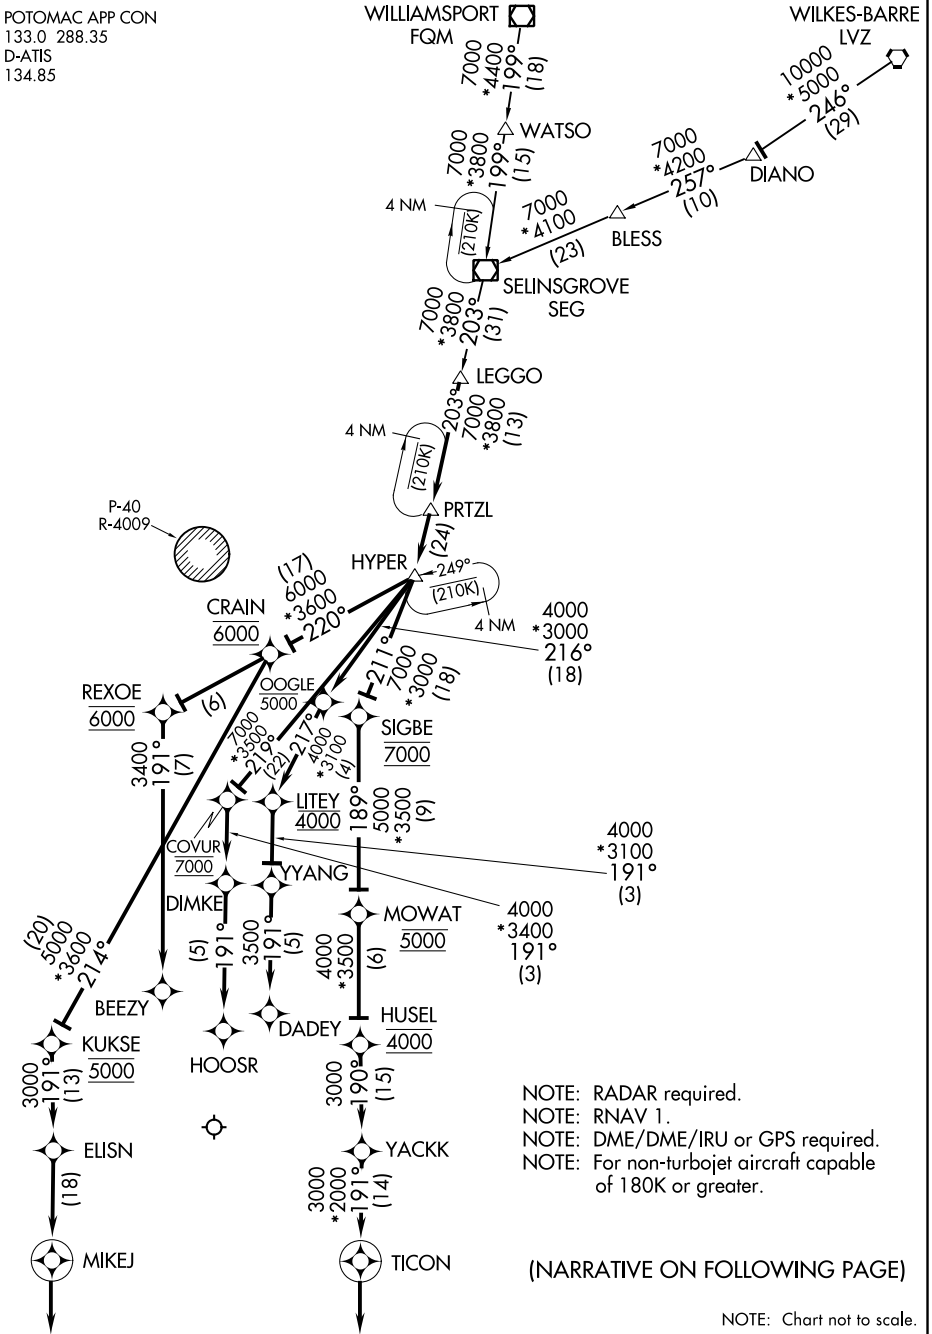 POTOMAC APP CON
133.0 288.35
D-ATIS
134.85
WILLIAMSPORT
FQM
WILKES-BARRE
LVZ
7000
*4400
199°
(18)
10000
*5000
246°
(29)
WATSO
7000
*3800
199°
(15)
7000
*4200
257°
(10)
DIANO
4 NM
(210K)
7000
*4100
(23)
BLESS
SELINSGROVE
SEG
7000
*3800
203°
(31)
LEGGO
203°
7000
*3800
(13)
4 NM
(210K)
PRTZL
P-40
R-4009
(24)
HYPER
249°
(210K)
4 NM
(17)
6000
*3600
220°
CRAIN
6000
4000
*3000
216°
(18)
211°
7000
*3000
(18)
REXOE
6000
(6)
OOGLE
5000
SIGBE
7000
3400
191°
(7)
7000
*3500
219°
(22)
217°
4000
*3100
(4)
LITEY
4000
189°
5000
*3500
(9)
COVUR
7000
4000
*3100
191°
(3)
YYANG
DIMKE
MOWAT
5000
4000
*3400
191°
(3)
(20)
5000
*3600
214°
(5)
191°
3500
191°
(5)
4000
*3500
(6)
BEEZY
DADEY
HUSEL
4000
KUKSE
5000
HOOSR
3000
191°
(13)
3000
190°
(15)
NOTE: RADAR required.
NOTE: RNAV 1.
NOTE: DME/DME/IRU or GPS required.
NOTE: For non-turbojet aircraft capable
of 180K or greater.
ELISN
YACKK
(18)
3000
*2000
191°
(14)
MIKEJ
TICON
(NARRATIVE ON FOLLOWING PAGE)
NOTE: Chart not to scale.